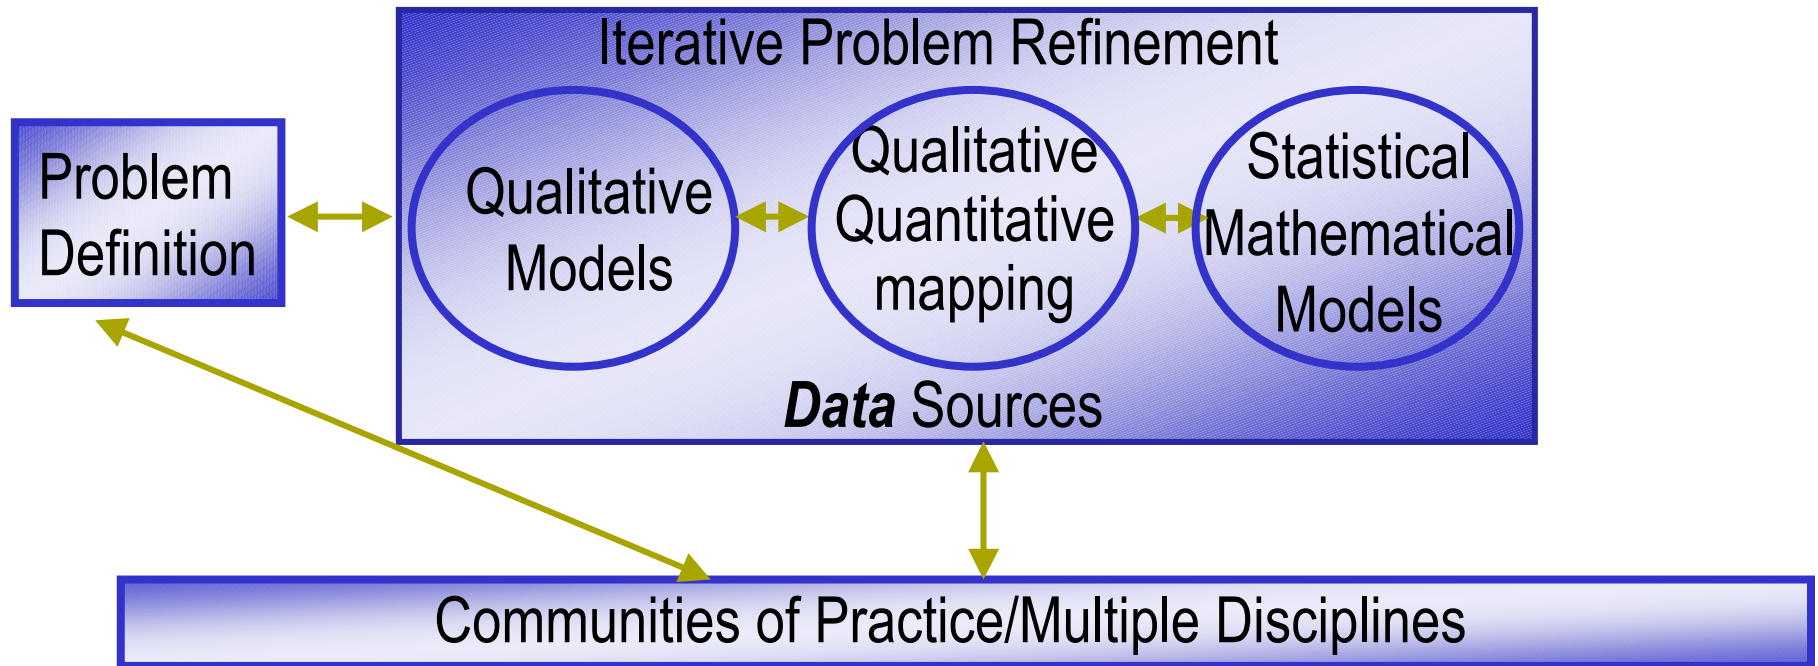 Iterative Problem Refinement
Problem
Definition
Qualitative
Models
Qualitative
Quantitative
mapping
Statistical
Mathematical
Models
Data Sources
Communities of Practice/Multiple Disciplines